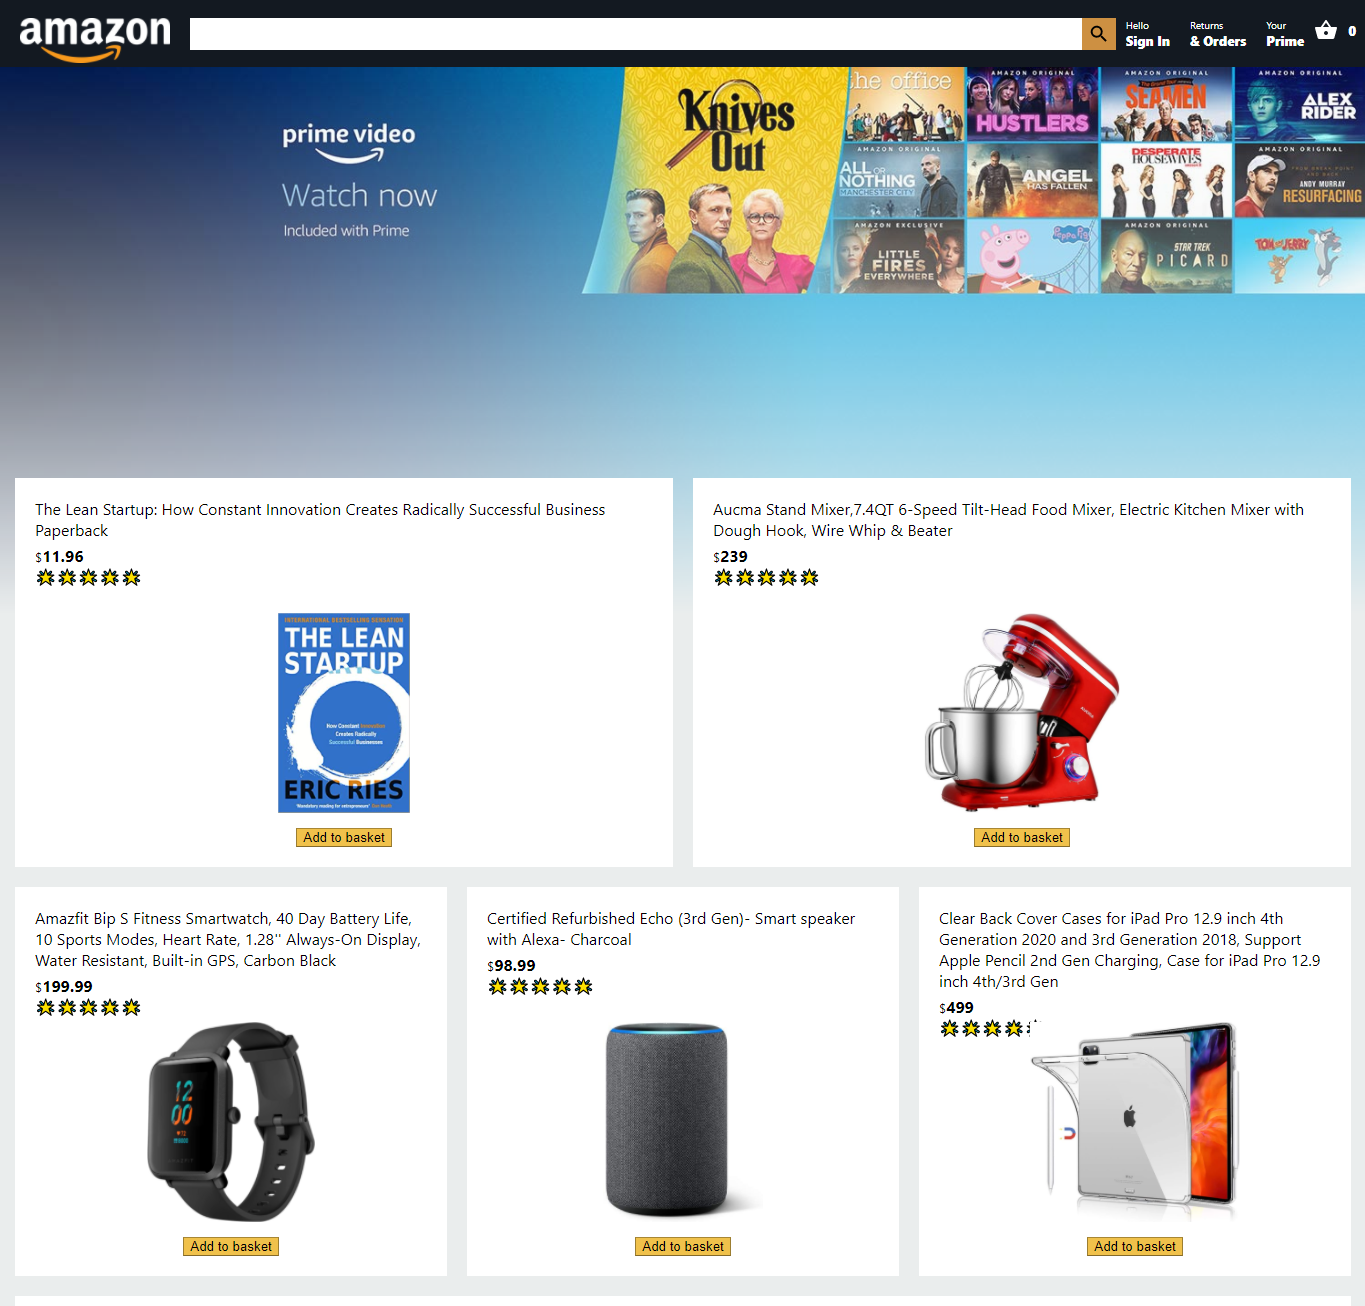 amazon
Hello
Sign In
Returns
& Orders
Your
Prime
0
prime video
Watch now
Included with Prime
Knives
Out
the office
AMAZON ORIGINAL
HUSTLERS
AMAZON ORIGINAL
SEAMEN
AMAZON ORIGINAL
ALEX
RIDER
AMAZON ORIGINAL
ALL OR
NOTHING
MANCHESTER CITY
ANGEL
HAS FALLEN
DESPERATE
HOUSEWIVES
AMAZON ORIGINAL
ANDY MURRAY
RESURFACING
AMAZON EXCLUSIVE
LITTLE
FIRES
EVERYWHERE
Peppa Pig
AMAZON ORIGINAL
STAR TREK
PICARD
TOM and JERRY
The Lean Startup: How Constant Innovation Creates Radically Successful Business
Paperback
$11.96
THE LEAN
STARTUP
How Constant Innovation
Creates Radically
Successful Businesses
ERIC RIES
'Mandatory reading for entrepreneurs'
Add to basket
Aucma Stand Mixer,7.4QT 6-Speed Tilt-Head Food Mixer, Electric Kitchen Mixer with
Dough Hook, Wire Whip & Beater
$239
Add to basket
Amazfit Bip S Fitness Smartwatch, 40 Day Battery Life,
10 Sports Modes, Heart Rate, 1.28'' Always-On Display,
Water Resistant, Built-in GPS, Carbon Black
$199.99
12
00
Add to basket
Certified Refurbished Echo (3rd Gen)- Smart speaker
with Alexa- Charcoal
$98.99
Add to basket
Clear Back Cover Cases for iPad Pro 12.9 inch 4th
Generation 2020 and 3rd Generation 2018, Support
Apple Pencil 2nd Gen Charging, Case for iPad Pro 12.9
inch 4th/3rd Gen
$499
Add to basket